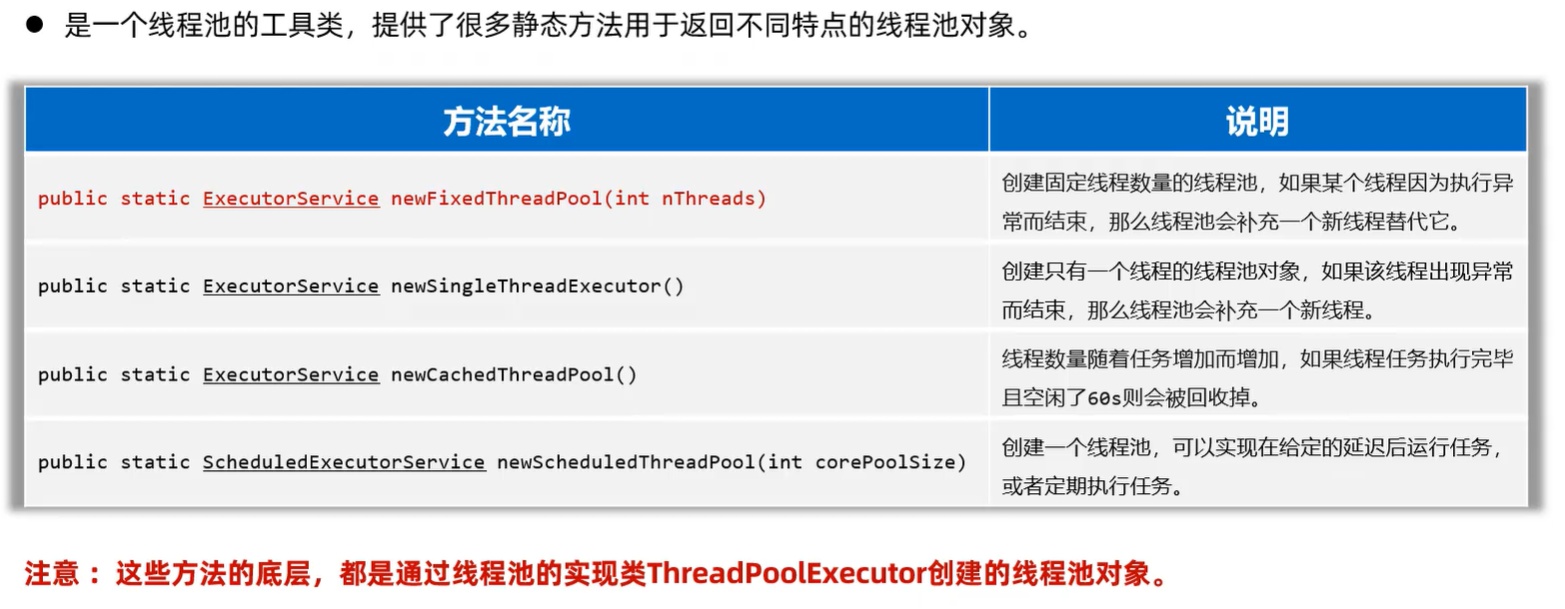 ● 是一个线程池的工具类，提供了很多静态方法用于返回不同特点的线程池对象。
方法名称
说明
public static ExecutorService newFixedThreadPool(int nThreads)
创建固定线程数量的线程池，如果某个线程因为执行异
常而结束，那么线程池会补充一个新线程替代它。
public static ExecutorService newSingleThreadExecutor()
创建只有一个线程的线程池对象，如果该线程出现异常
而结束，那么线程池会补充一个新线程。
public static ExecutorService newCachedThreadPool()
线程数量随着任务增加而增加，如果线程任务执行完毕
且空闲了60s则会被回收掉。
public static ScheduledExecutorService newScheduledThreadPool(int corePoolSize)
创建一个线程池，可以实现在给定的延迟后运行任务，
或者定期执行任务。
注意 ：这些方法的底层，都是通过线程池的实现类ThreadPoolExecutor创建的线程池对象。